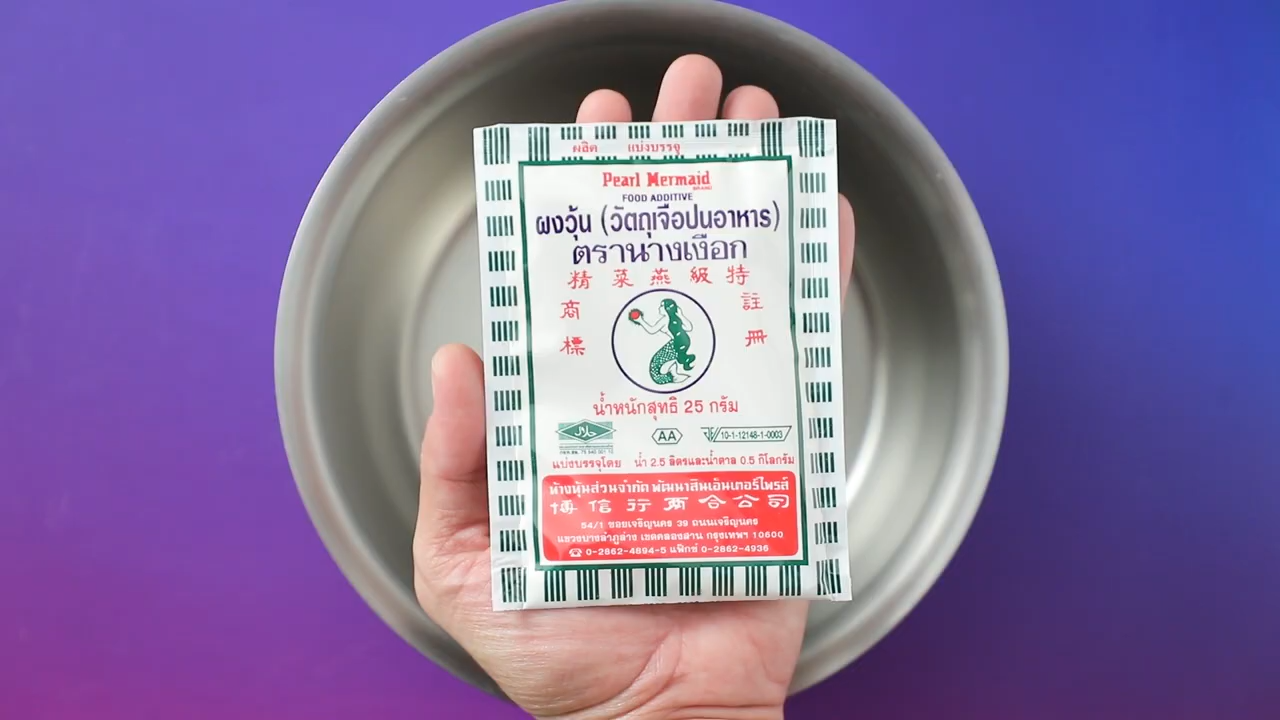 ผลิต แบ่งบรรจุ
Pearl Mermaid
BRAND
FOOD ADDITIVE
ผงวุ้น (วัตถุเจือปนอาหาร)
ตรานางเงือก
精 菜 燕 級 特
商 註
標 冊
น้ำหนักสุทธิ 25 กรัม
AA
10-1-12148-1-0003
แบ่งบรรจุโดย น้ำ 2.5 ลิตรและน้ำตาล 0.5 กิโลกรัม
ห้างหุ้นส่วนจำกัด พัฒนาสินเอ็นเตอร์ไพรส์
博 信 行 兩 合 公 司
54/1 ซอยเจริญนคร 39 ถนนเจริญนคร
แขวงบางลำภูล่าง เขตคลองสาน กรุงเทพฯ 10600
☎ 0-2862-4894-5 แฟ๊กซ์ 0-2862-4936